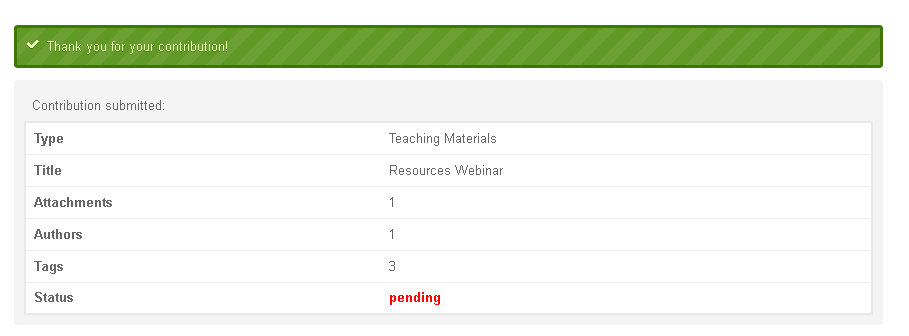 Thank you for your contribution!
Contribution submitted:
Type Teaching Materials
Title Resources Webinar
Attachments 1
Authors 1
Tags 3
Status pending